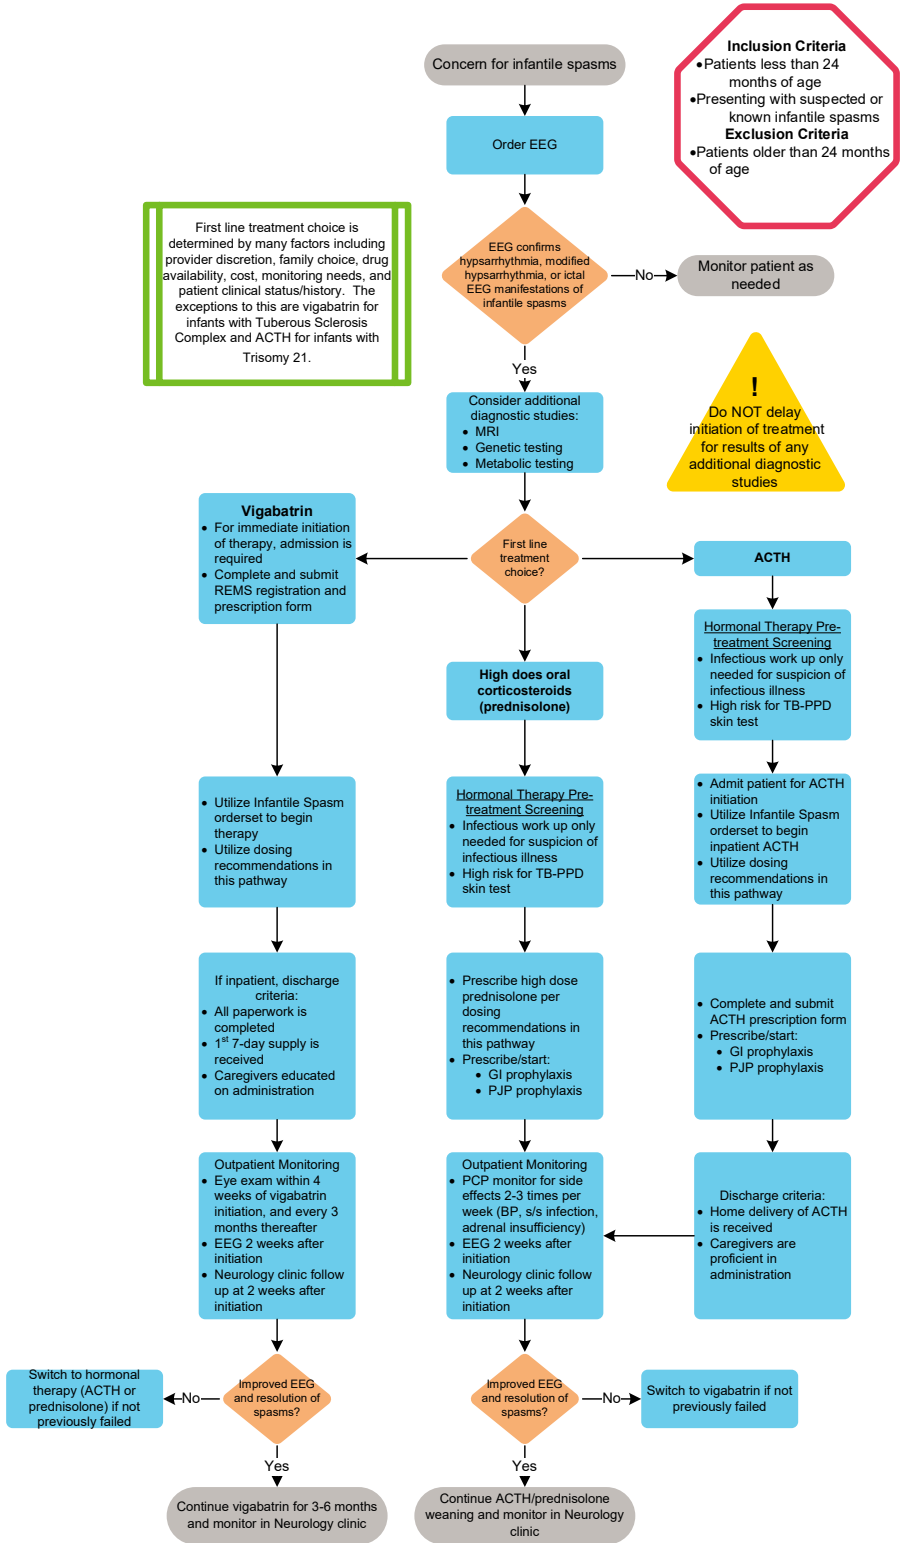 Concern for infantile spasms
Inclusion Criteria
•Patients less than 24
months of age
•Presenting with suspected or
known infantile spasms
Exclusion Criteria
•Patients older than 24 months
of age
Order EEG
First line treatment choice is
determined by many factors including
provider discretion, family choice, drug
availability, cost, monitoring needs, and
patient clinical status/history. The
exceptions to this are vigabatrin for
infants with Tuberous Sclerosis
Complex and ACTH for infants with
Trisomy 21.
EEG confirms
hypsarrhythmia, modified
hypsarrhythmia, or ictal
EEG manifestations of
infantile spasms
No
Monitor patient as
needed
Yes
!
Do NOT delay
initiation of treatment
for results of any
additional diagnostic
studies
Consider additional
diagnostic studies:
• MRI
• Genetic testing
• Metabolic testing
First line
treatment
choice?
Vigabatrin
• For immediate initiation
of therapy, admission is
required
• Complete and submit
REMS registration and
prescription form
ACTH
High does oral
corticosteroids
(prednisolone)
Hormonal Therapy Pre-
treatment Screening
• Infectious work up only
needed for suspicion of
infectious illness
• High risk for TB-PPD
skin test
• Utilize Infantile Spasm
orderset to begin
therapy
• Utilize dosing
recommendations in
this pathway
Hormonal Therapy Pre-
treatment Screening
• Infectious work up only
needed for suspicion of
infectious illness
• High risk for TB-PPD
skin test
• Admit patient for ACTH
initiation
• Utilize Infantile Spasm
orderset to begin
inpatient ACTH
• Utilize dosing
recommendations in
this pathway
If inpatient, discharge
criteria:
• All paperwork is
completed
• 1st 7-day supply is
received
• Caregivers educated
on administration
• Prescribe high dose
prednisolone per
dosing
recommendations in
this pathway
• Prescribe/start:
• GI prophylaxis
• PJP prophylaxis
• Complete and submit
ACTH prescription form
• Prescribe/start:
• GI prophylaxis
• PJP prophylaxis
Outpatient Monitoring
• Eye exam within 4
weeks of vigabatrin
initiation, and every 3
months thereafter
• EEG 2 weeks after
initiation
• Neurology clinic follow
up at 2 weeks after
initiation
Outpatient Monitoring
• PCP monitor for side
effects 2-3 times per
week (BP, s/s infection,
adrenal insufficiency)
• EEG 2 weeks after
initiation
• Neurology clinic follow
up at 2 weeks after
initiation
Discharge criteria:
• Home delivery of ACTH
is received
• Caregivers are
proficient in
administration
Switch to hormonal
therapy (ACTH or
prednisolone) if not
previously failed
No
Improved EEG
and resolution of
spasms?
Improved EEG
and resolution of
spasms?
No
Switch to vigabatrin if not
previously failed
Yes
Yes
Continue vigabatrin for 3-6 months
and monitor in Neurology clinic
Continue ACTH/prednisolone
weaning and monitor in Neurology
clinic